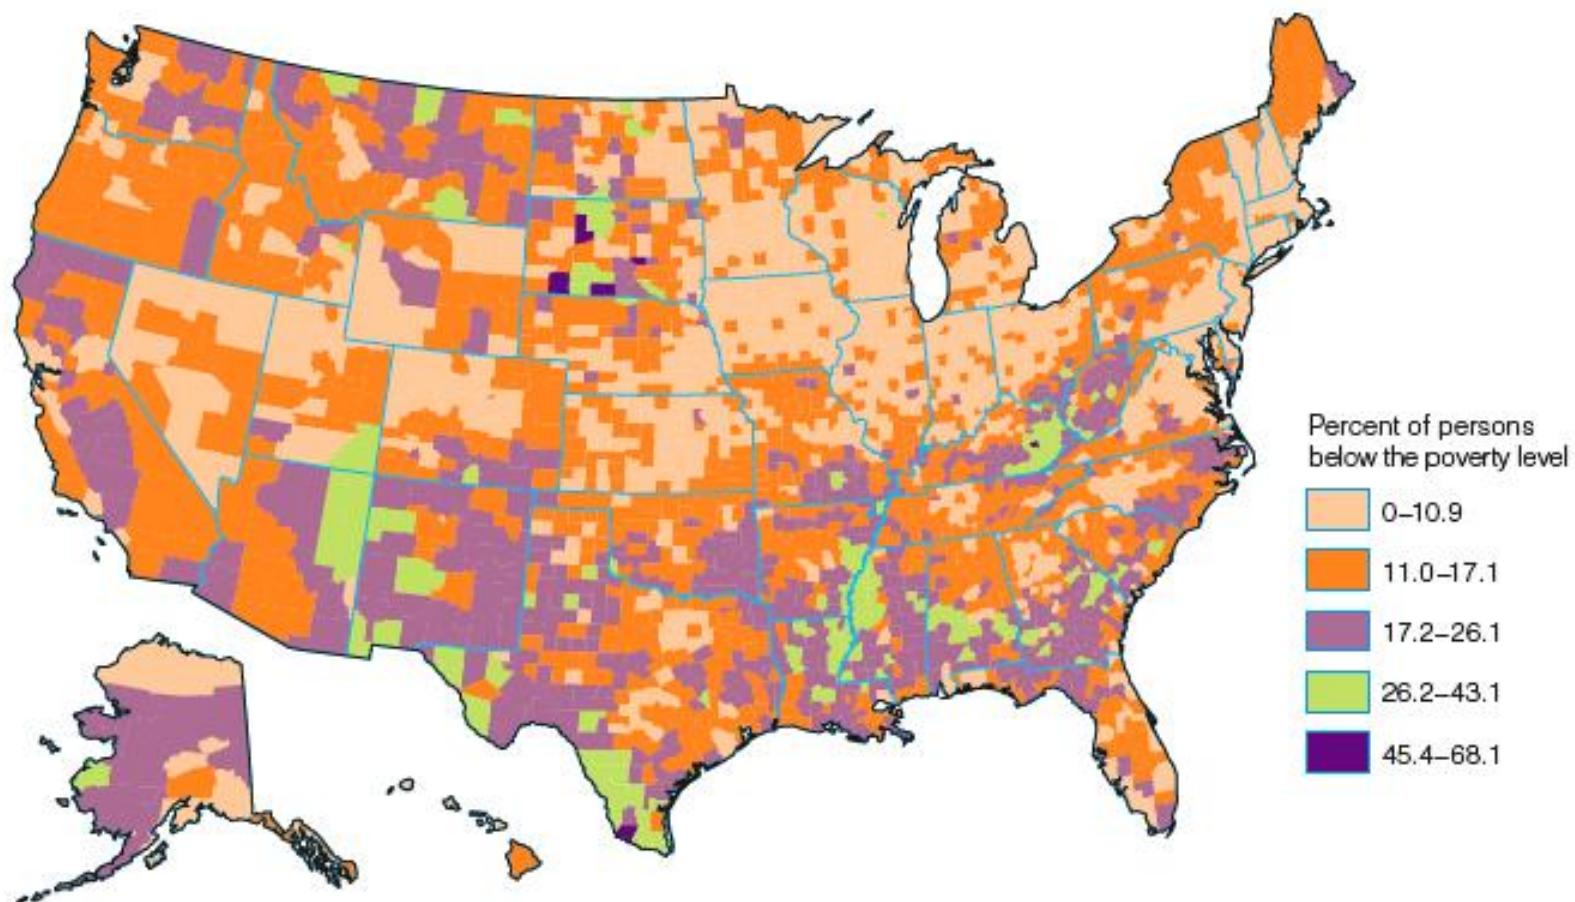 Percent of persons
below the poverty level
0–10.9
11.0–17.1
17.2–26.1
26.2–43.1
45.4–68.1